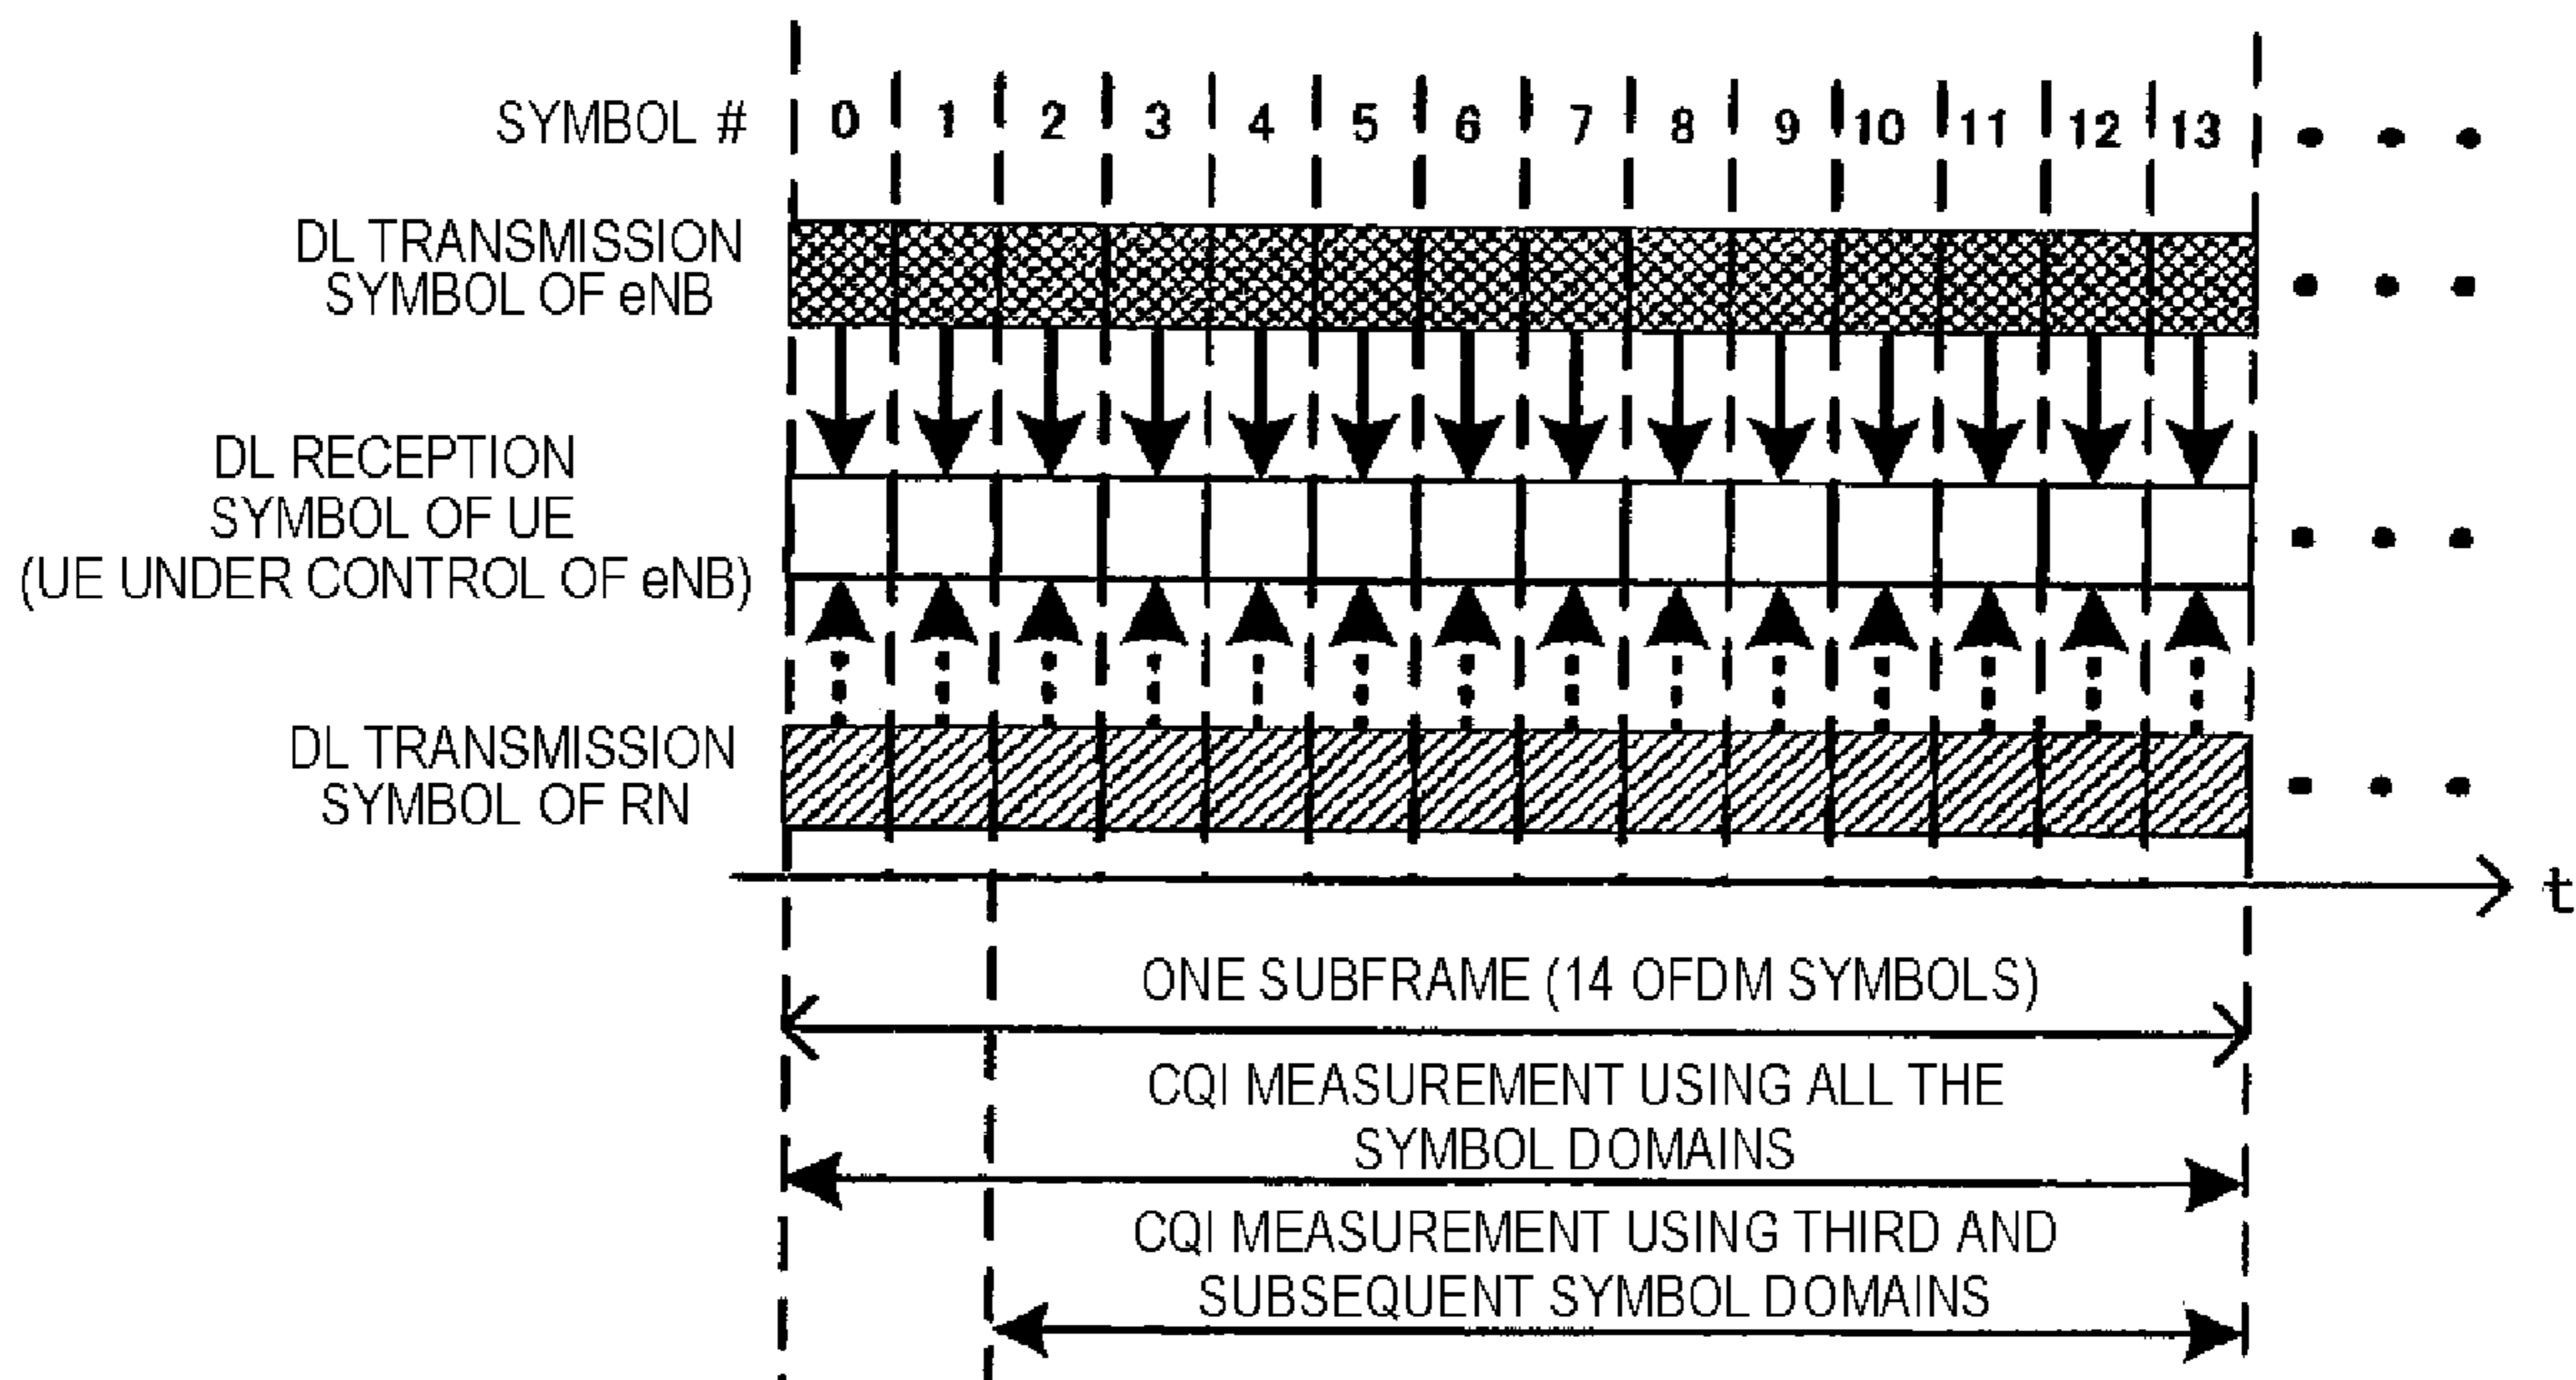 SYMBOL # 0 1 2 3 4 5 6 7 8 9 10 11 12 13
DL TRANSMISSION
SYMBOL OF eNB
DL RECEPTION
SYMBOL OF UE
(UE UNDER CONTROL OF eNB)
DL TRANSMISSION
SYMBOL OF RN
t
ONE SUBFRAME (14 OFDM SYMBOLS)
CQI MEASUREMENT USING ALL THE
SYMBOL DOMAINS
CQI MEASUREMENT USING THIRD AND
SUBSEQUENT SYMBOL DOMAINS